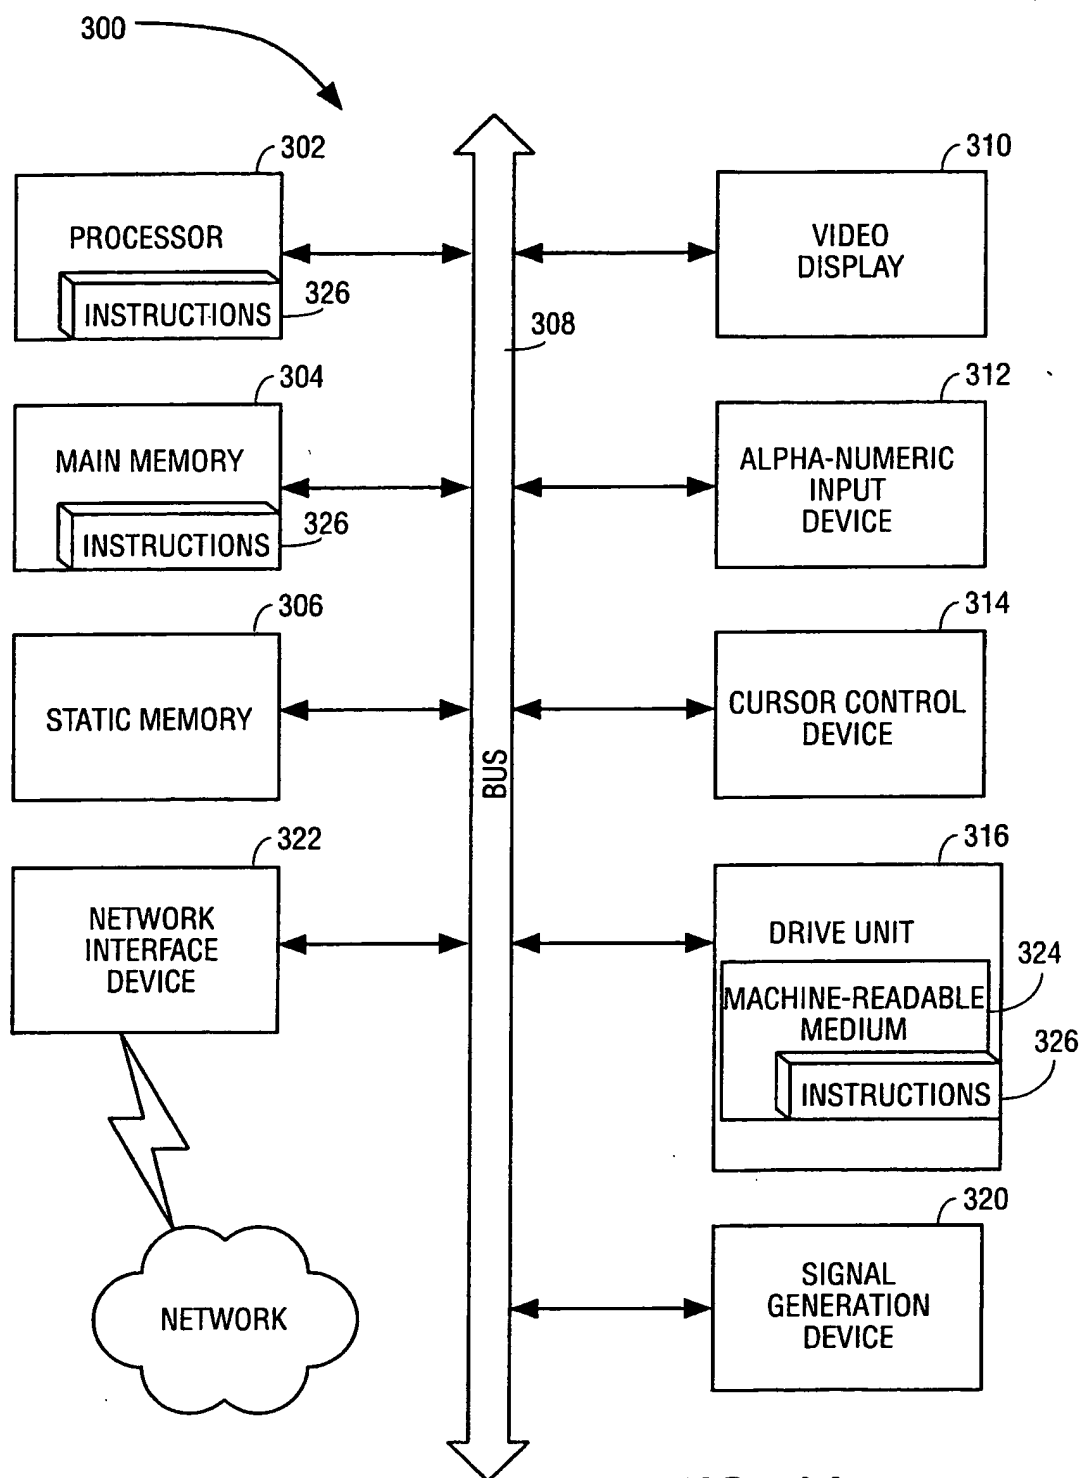 300
302
PROCESSOR
INSTRUCTIONS
326
304
MAIN MEMORY
INSTRUCTIONS
326
306
STATIC MEMORY
322
NETWORK
INTERFACE
DEVICE
NETWORK
308
BUS
310
VIDEO
DISPLAY
312
ALPHA-NUMERIC
INPUT
DEVICE
314
CURSOR CONTROL
DEVICE
316
DRIVE UNIT
324
MACHINE-READABLE
MEDIUM
326
INSTRUCTIONS
320
SIGNAL
GENERATION
DEVICE